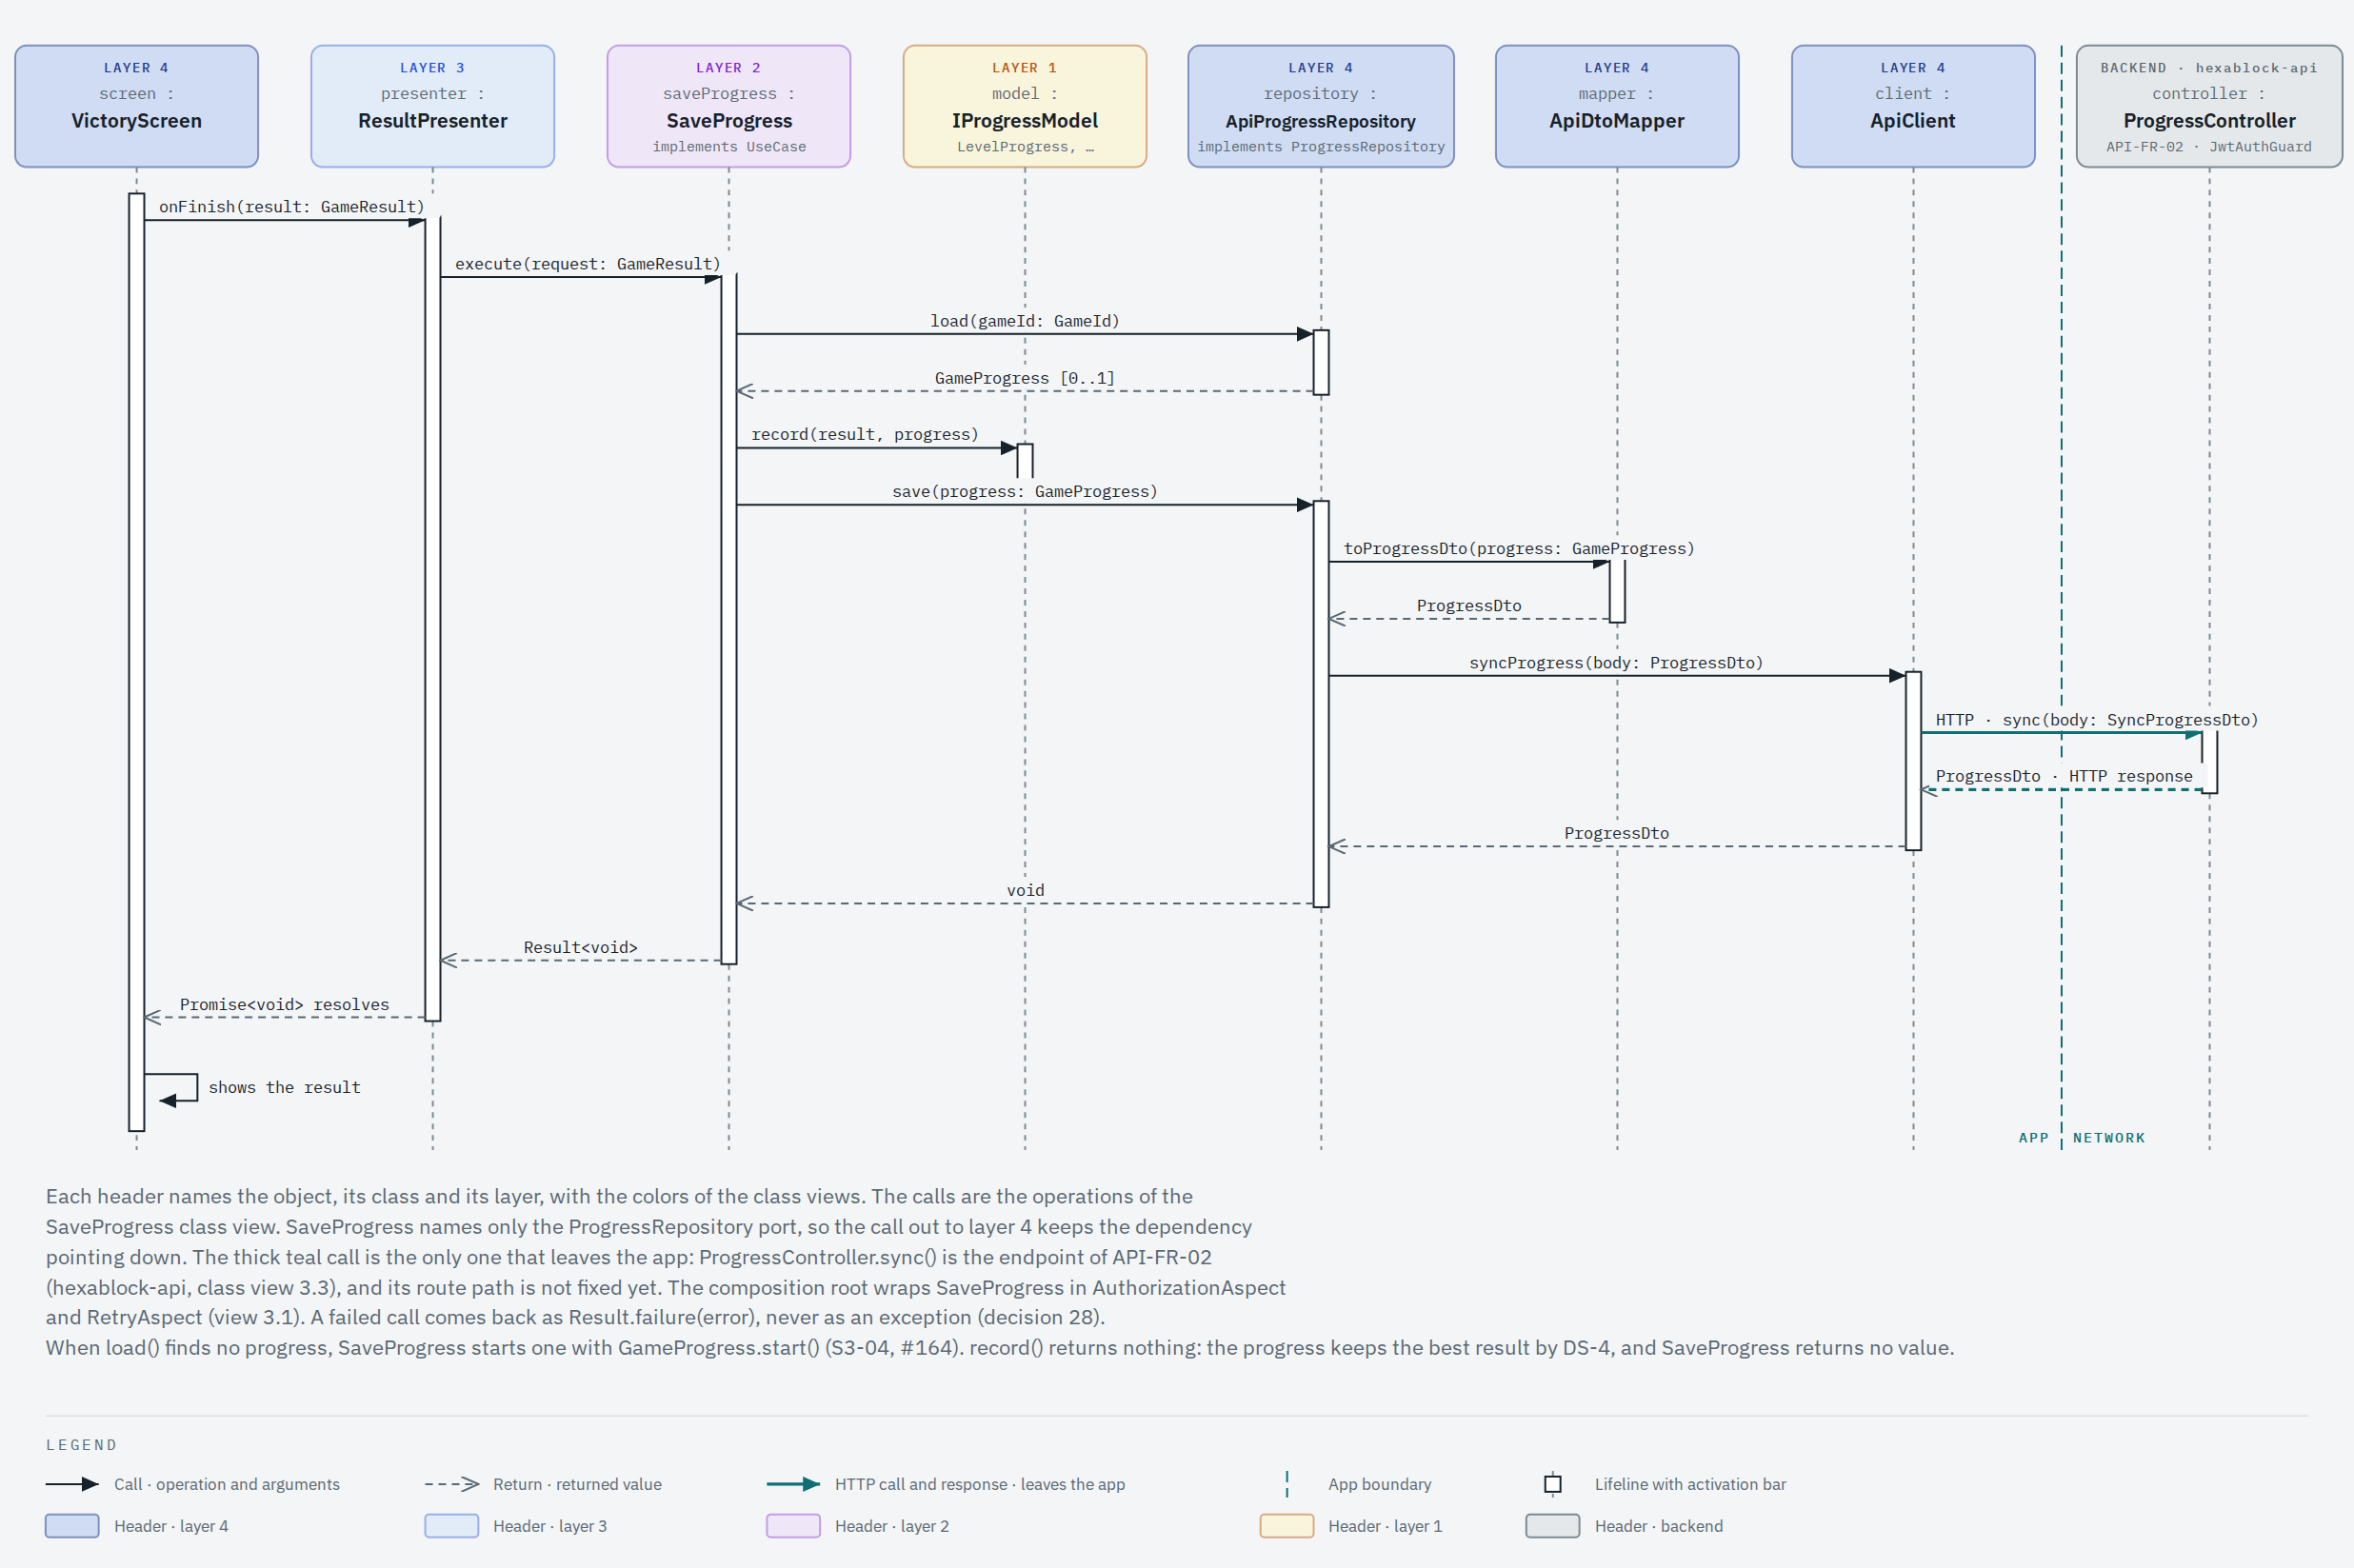 LAYER 4
screen :
VictoryScreen
LAYER 3
presenter :
ResultPresenter
LAYER 2
saveProgress :
SaveProgress
implements UseCase
LAYER 1
model :
IProgressModel
LevelProgress, …
LAYER 4
repository :
ApiProgressRepository
implements ProgressRepository
LAYER 4
mapper :
ApiDtoMapper
LAYER 4
client :
ApiClient
BACKEND · hexablock-api
controller :
ProgressController
API-FR-02 · JwtAuthGuard
onFinish(result: GameResult)
execute(request: GameResult)
load(gameId: GameId)
GameProgress [0..1]
record(result, progress)
save(progress: GameProgress)
toProgressDto(progress: GameProgress)
ProgressDto
syncProgress(body: ProgressDto)
HTTP · sync(body: SyncProgressDto)
ProgressDto · HTTP response
ProgressDto
void
Result<void>
Promise<void> resolves
shows the result
APP
NETWORK
Each header names the object, its class and its layer, with the colors of the class views. The calls are the operations of the
SaveProgress class view. SaveProgress names only the ProgressRepository port, so the call out to layer 4 keeps the dependency
pointing down. The thick teal call is the only one that leaves the app: ProgressController.sync() is the endpoint of API-FR-02
(hexablock-api, class view 3.3), and its route path is not fixed yet. The composition root wraps SaveProgress in AuthorizationAspect
and RetryAspect (view 3.1). A failed call comes back as Result.failure(error), never as an exception (decision 28).
When load() finds no progress, SaveProgress starts one with GameProgress.start() (S3-04, #164). record() returns nothing: the progress keeps the best result by DS-4, and SaveProgress returns no value.
LEGEND
Call · operation and arguments
Return · returned value
HTTP call and response · leaves the app
App boundary
Lifeline with activation bar
Header · layer 4
Header · layer 3
Header · layer 2
Header · layer 1
Header · backend